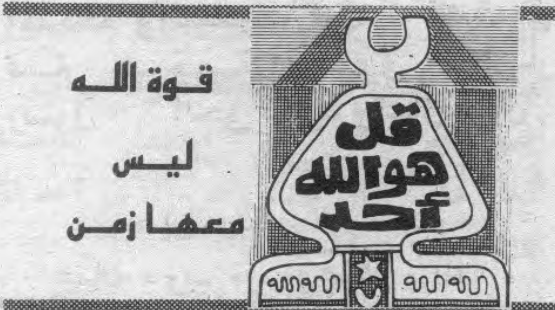 قوة الله
ليس
معها زمن
قل
هو الله
أحد